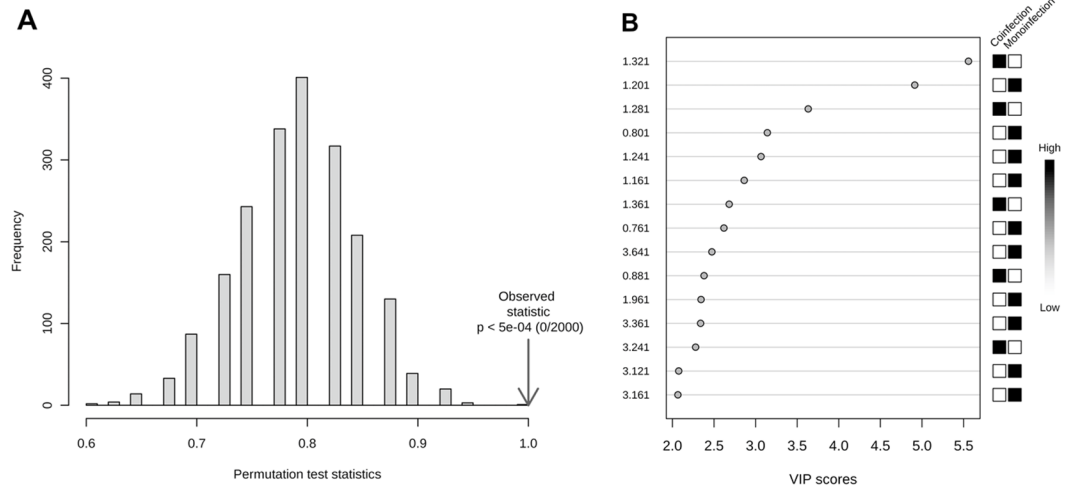 A
Frequency
400
300
200
100
0
Observed
statistic
p < 5e-04 (0/2000)
0.6 0.7 0.8 0.9 1.0
Permutation test statistics
B
Coinfection
Monoinfection
1.321
1.201
1.281
0.801
1.241
1.161
1.361
0.761
3.641
0.881
1.961
3.361
3.241
3.121
3.161
2.0 2.5 3.0 3.5 4.0 4.5 5.0 5.5
VIP scores
High
Low